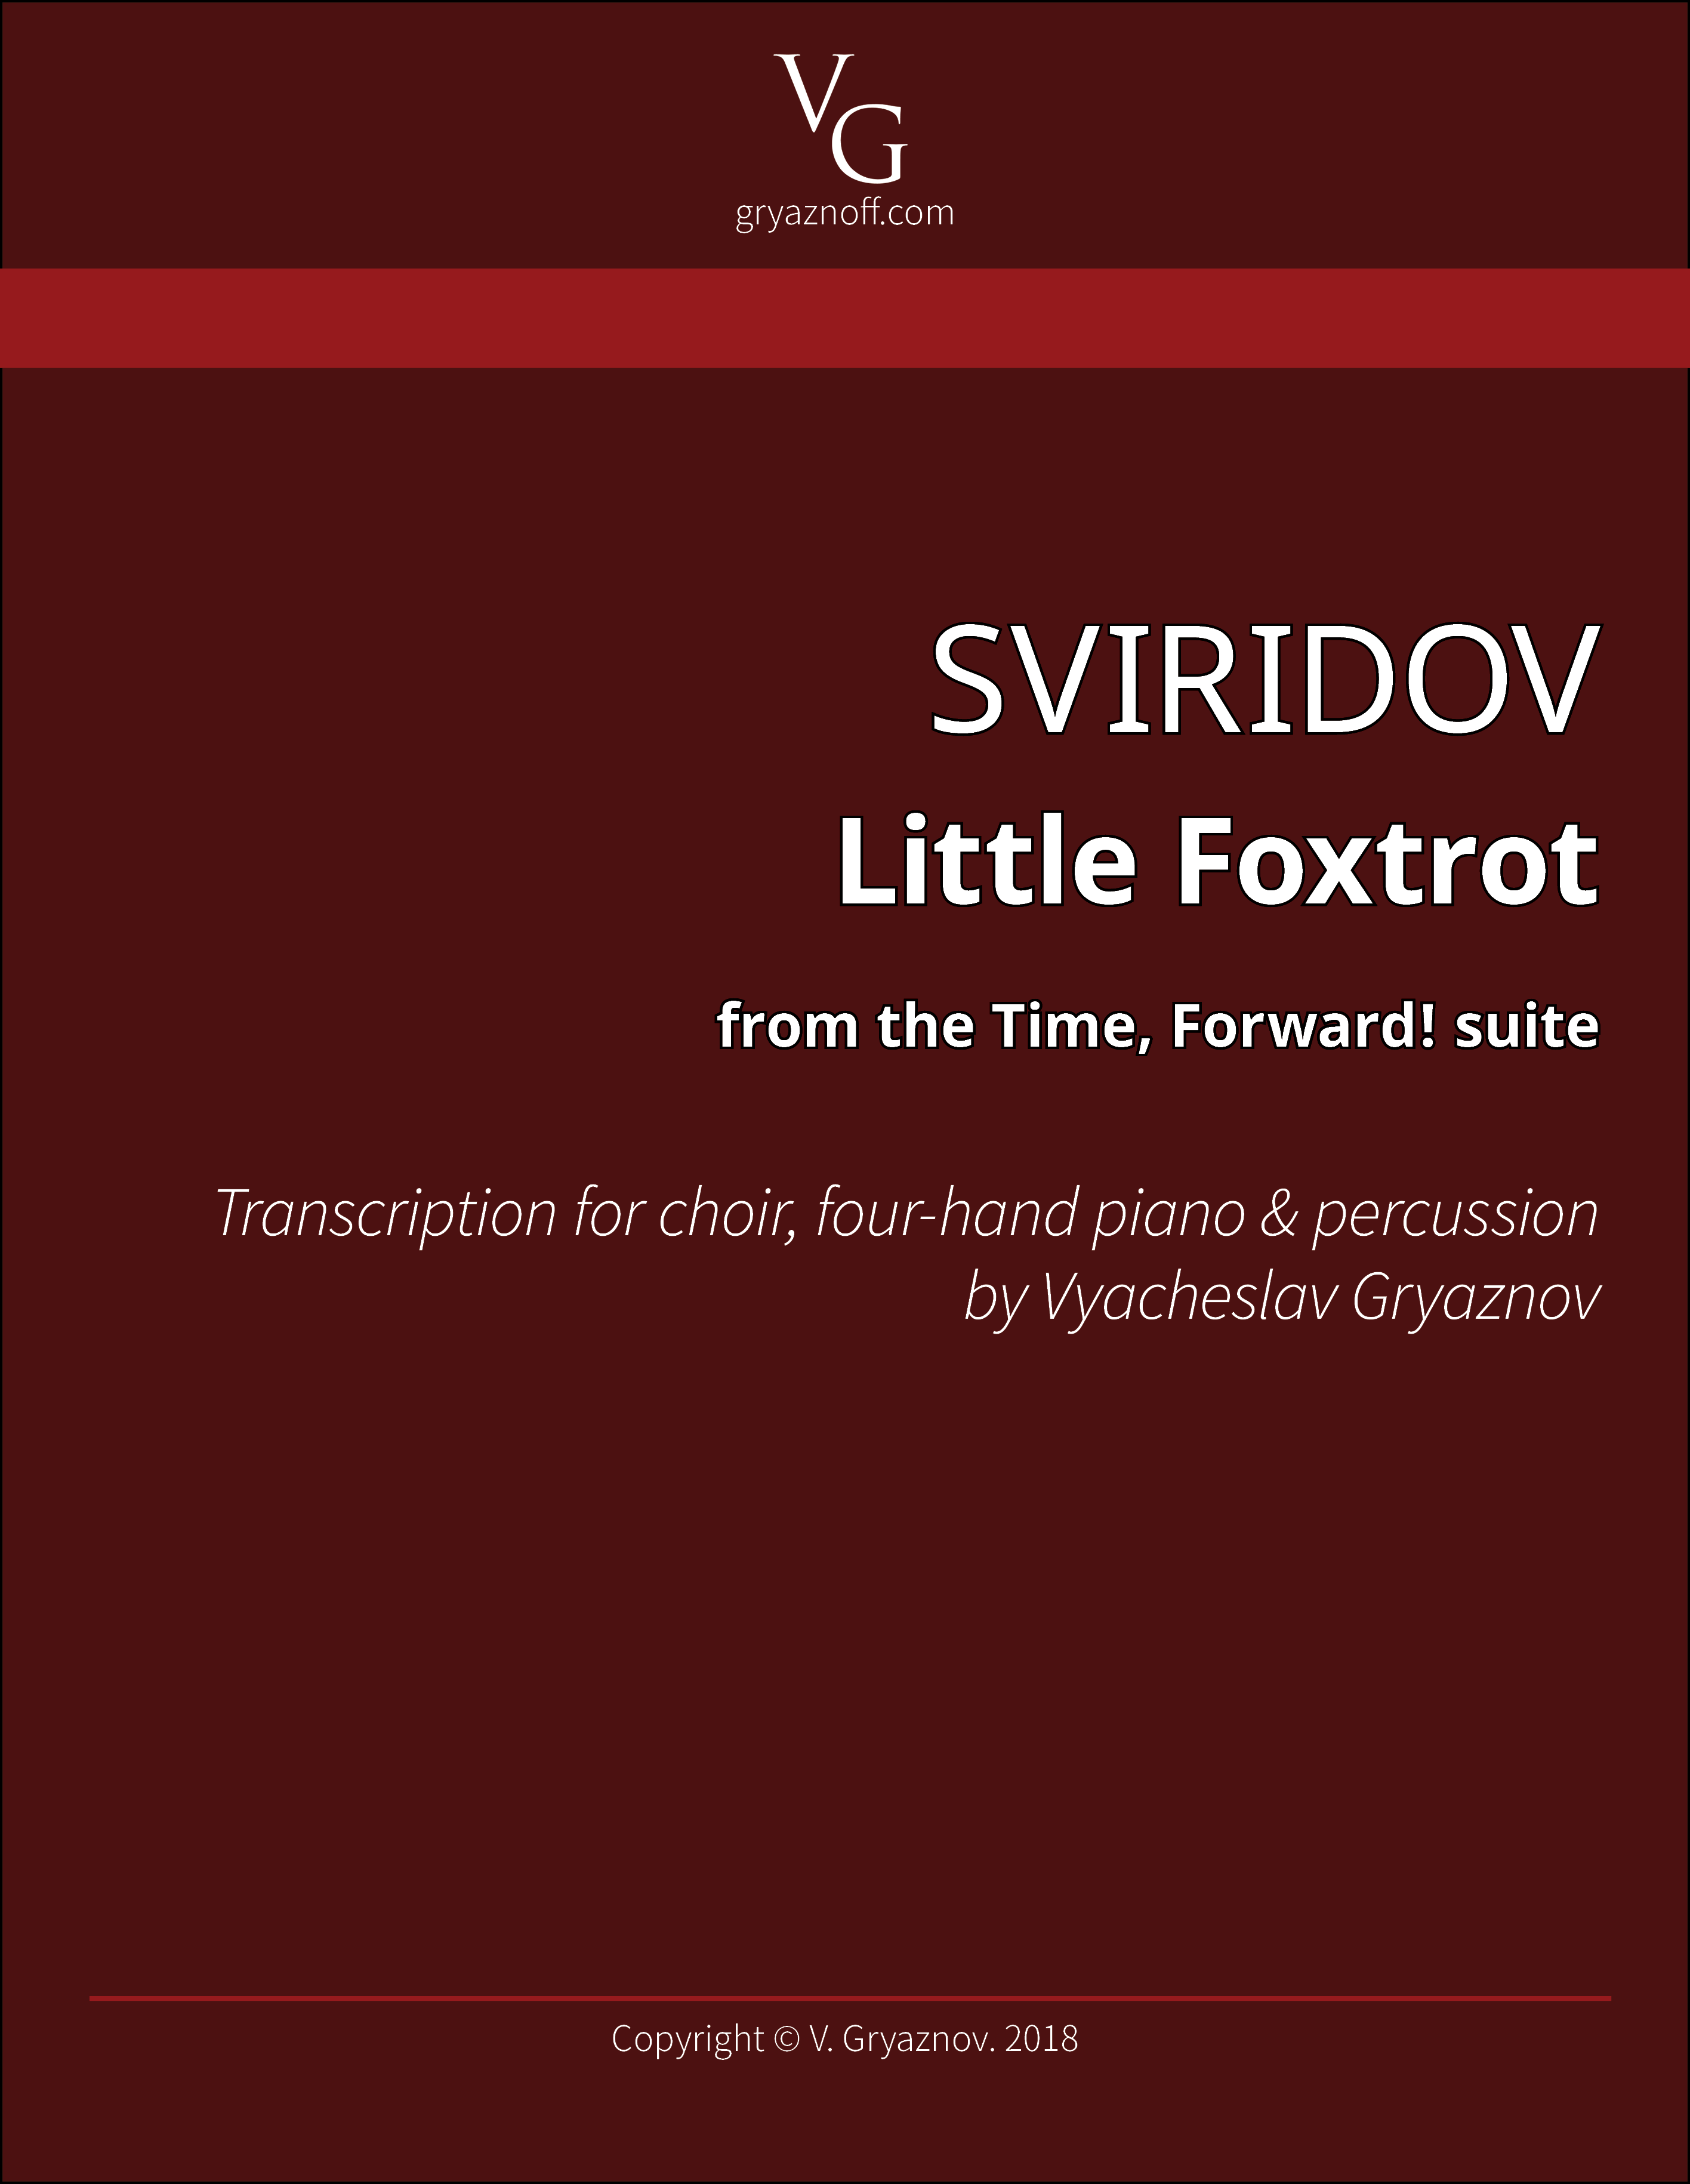 VG
gryaznoff.com
SVIRIDOV
Little Foxtrot
from the Time, Forward! suite
Transcription for choir, four-hand piano & percussion
by Vyacheslav Gryaznov
Copyright © V. Gryaznov. 2018